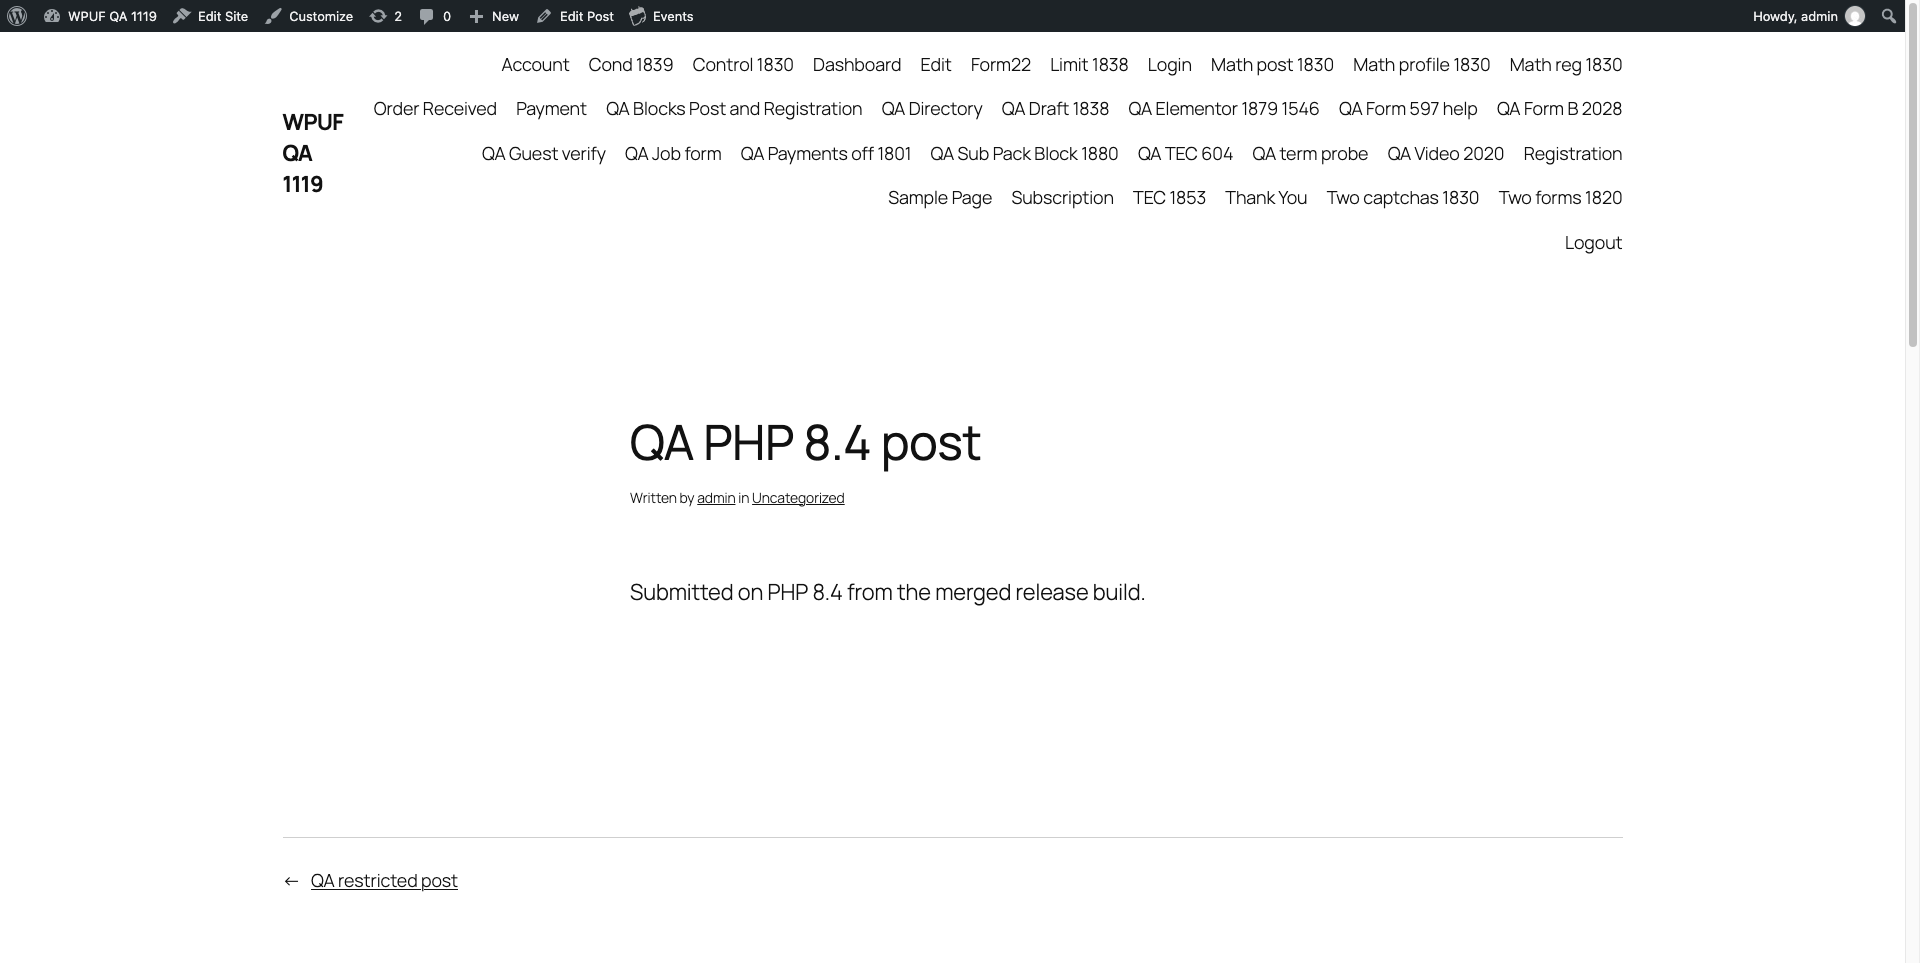 WPUF QA 1119 Edit Site Customize 2 0 New Edit Post Events Howdy, admin
Account Cond 1839 Control 1830 Dashboard Edit Form22 Limit 1838 Login Math post 1830 Math profile 1830 Math reg 1830
Order Received Payment QA Blocks Post and Registration QA Directory QA Draft 1838 QA Elementor 1879 1546 QA Form 597 help QA Form B 2028
WPUF
QA
1119
QA Guest verify QA Job form QA Payments off 1801 QA Sub Pack Block 1880 QA TEC 604 QA term probe QA Video 2020 Registration
Sample Page Subscription TEC 1853 Thank You Two captchas 1830 Two forms 1820
Logout
QA PHP 8.4 post
Written by admin in Uncategorized
Submitted on PHP 8.4 from the merged release build.
← QA restricted post